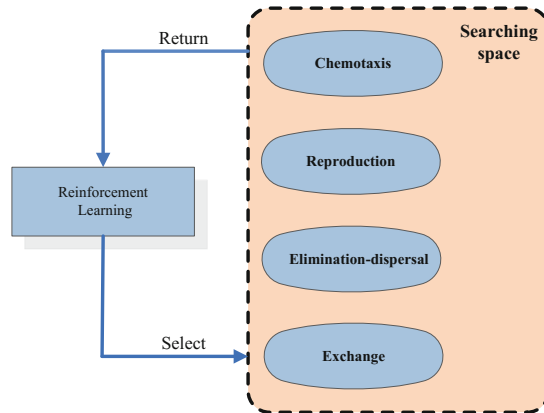 Return
Searching
space
Chemotaxis
Reproduction
Reinforcement
Learning
Elimination-dispersal
Select
Exchange